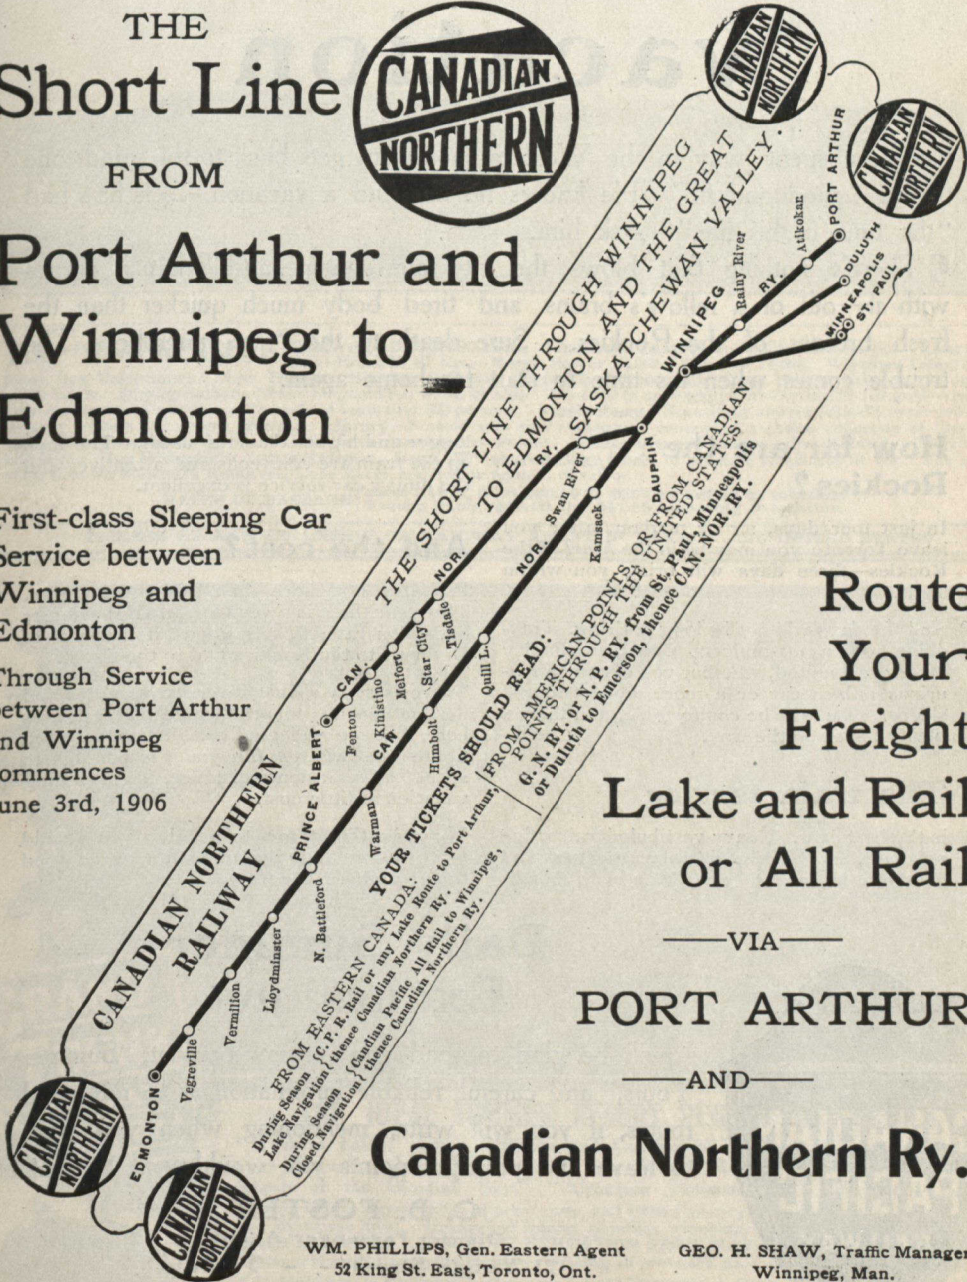 THE
Short Line
FROM
Port Arthur and
Winnipeg to
Edmonton
First-class Sleeping Car
Service between
Winnipeg and
Edmonton
Through Service
between Port Arthur
and Winnipeg
commences
June 3rd, 1906
CANADIAN
NORTHERN
CANADIAN
NORTHERN
CANADIAN
NORTHERN
THE SHORT LINE THROUGH WINNIPEG
TO EDMONTON AND THE GREAT
SASKATCHEWAN VALLEY.
CANADIAN NORTHERN
RAILWAY
PORT ARTHUR
Atikokan
RY.
Rainy River
DULUTH
MINNEAPOLIS
ST. PAUL
WINNIPEG
DAUPHIN
RY.
Swan River
Kamsack
NOR.
NOR.
Tisdale
Star City
Melfort
Kinistino
Fenton
CAN.
PRINCE ALBERT
Quill L.
Humbolt
CAN
Warman
N. Battleford
Lloydminster
Vermilion
Vegreville
EDMONTON
YOUR TICKETS SHOULD READ:
FROM EASTERN CANADA:
During Season { C. P. R. Rail or any Lake Route to Port Arthur,
Lake Navigation { thence Canadian Northern Ry.
During Season { Candian Pacific All Rail to Winnipeg,
Closed Navigation } thence Canadian Northern Ry.
FROM AMERICAN POINTS, OR FROM CANADIAN
POINTS THROUGH THE UNITED STATES
G. N. RY. or N. P. RY. from St. Paul, Minneapolis
or Duluth to Emerson, thence CAN. NOR. RY.
CANADIAN
NORTHERN
CANADIAN
NORTHERN
Route
Your
Freight
Lake and Rail
or All Rail
VIA
PORT ARTHUR
AND
Canadian Northern Ry.
WM. PHILLIPS, Gen. Eastern Agent
52 King St. East, Toronto, Ont.
GEO. H. SHAW, Traffic Manager
Winnipeg, Man.